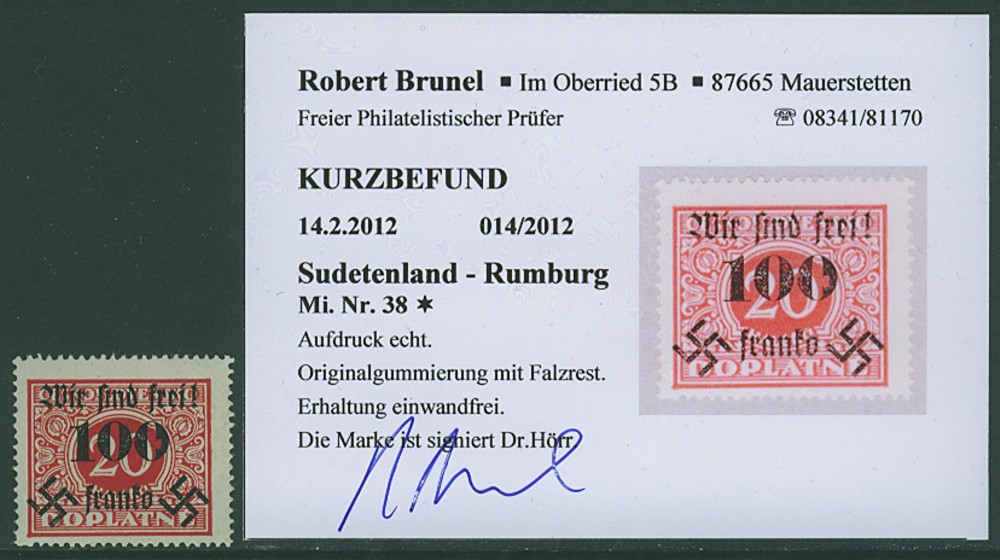 Robert Brunel ▪ Im Oberried 5B ▪ 87665 Mauerstetten
Freier Philatelistischer Prüfer ☏ 08341/81170
KURZBEFUND
14.2.2012 014/2012
Sudetenland - Rumburg
Mi. Nr. 38 ✶
Aufdruck echt.
Originalgummierung mit Falzrest.
Erhaltung einwandfrei.
Die Marke ist signiert Dr.Hörr
Wir sind frei!
100
20
franko
DOPLATNÉ
Wir sind frei!
100
20
franko
DOPLATNÉ